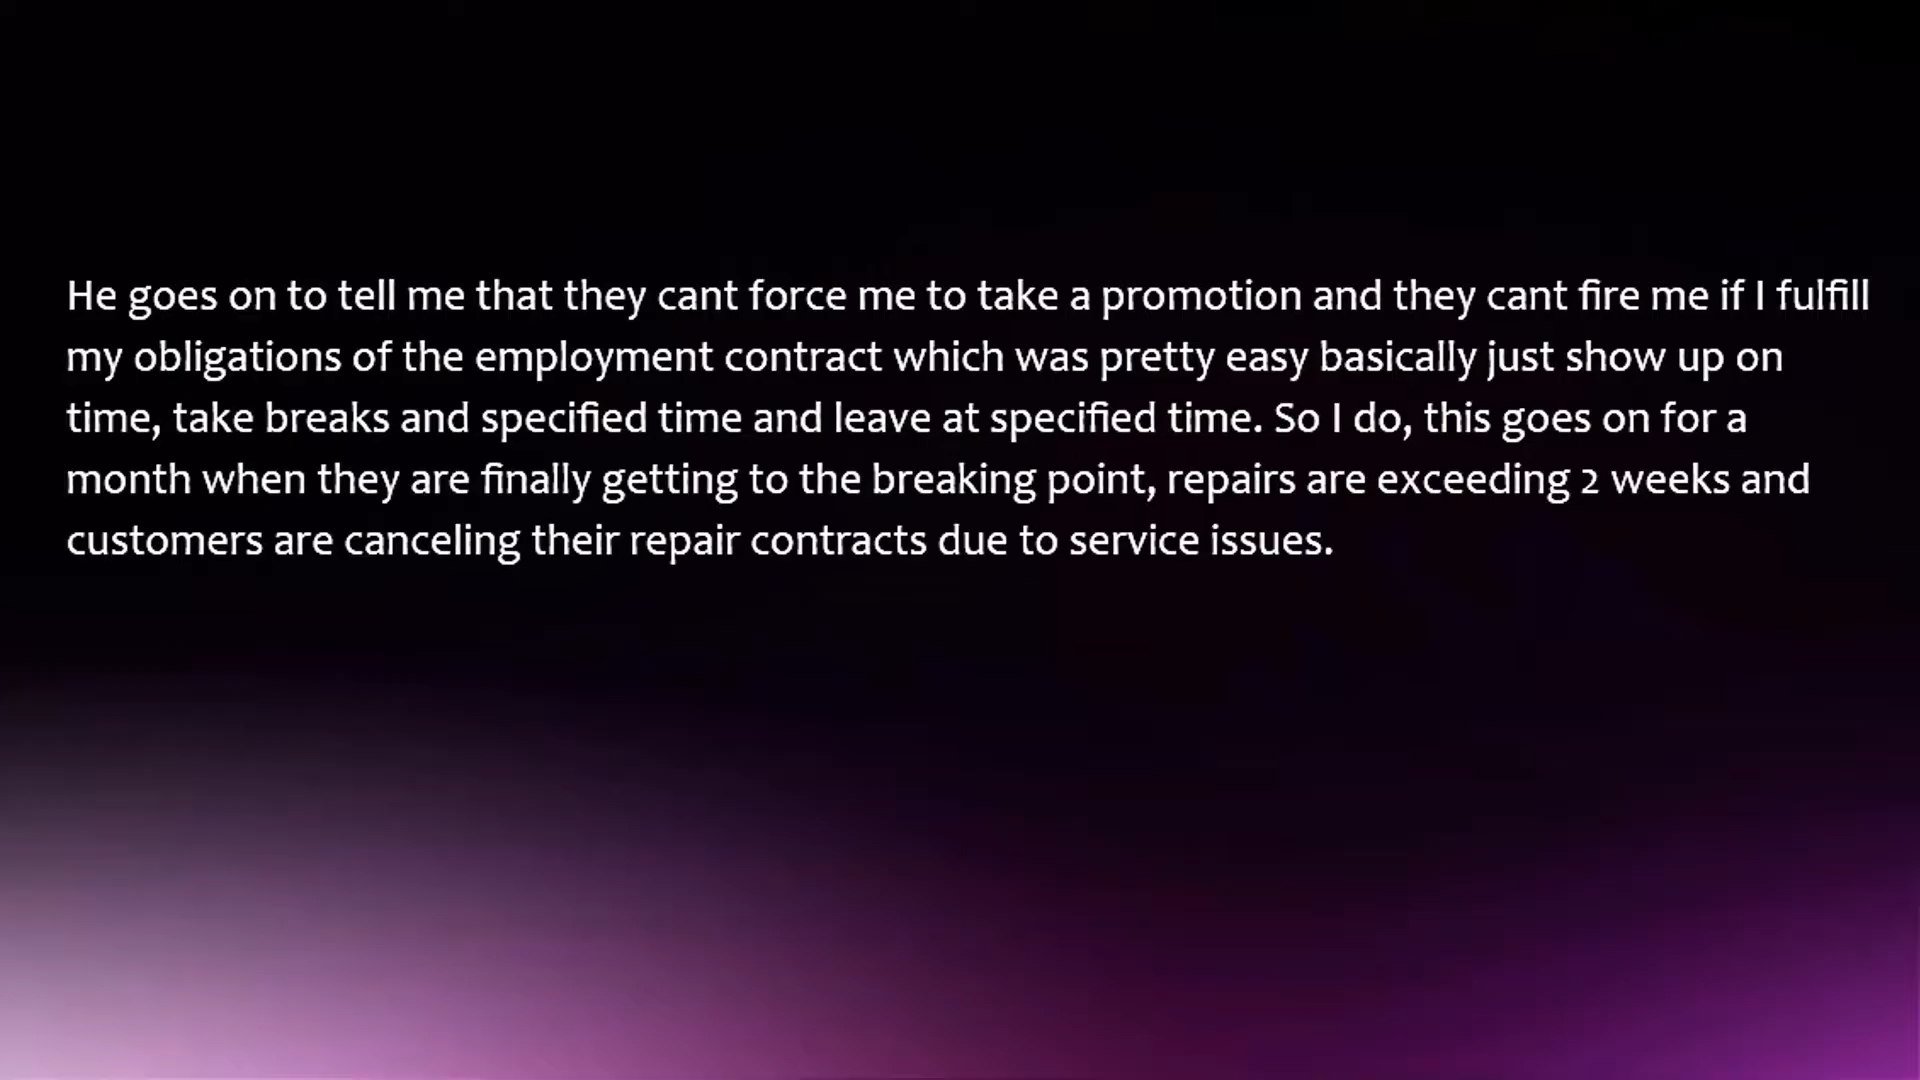 He goes on to tell me that they cant force me to take a promotion and they cant fire me if I fulfill
my obligations of the employment contract which was pretty easy basically just show up on
time, take breaks and specified time and leave at specified time. So I do, this goes on for a
month when they are finally getting to the breaking point, repairs are exceeding 2 weeks and
customers are canceling their repair contracts due to service issues.